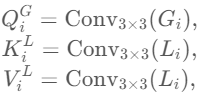 Q_i^G = Conv_{3×3}(G_i),
K_i^L = Conv_{3×3}(L_i),
V_i^L = Conv_{3×3}(L_i),